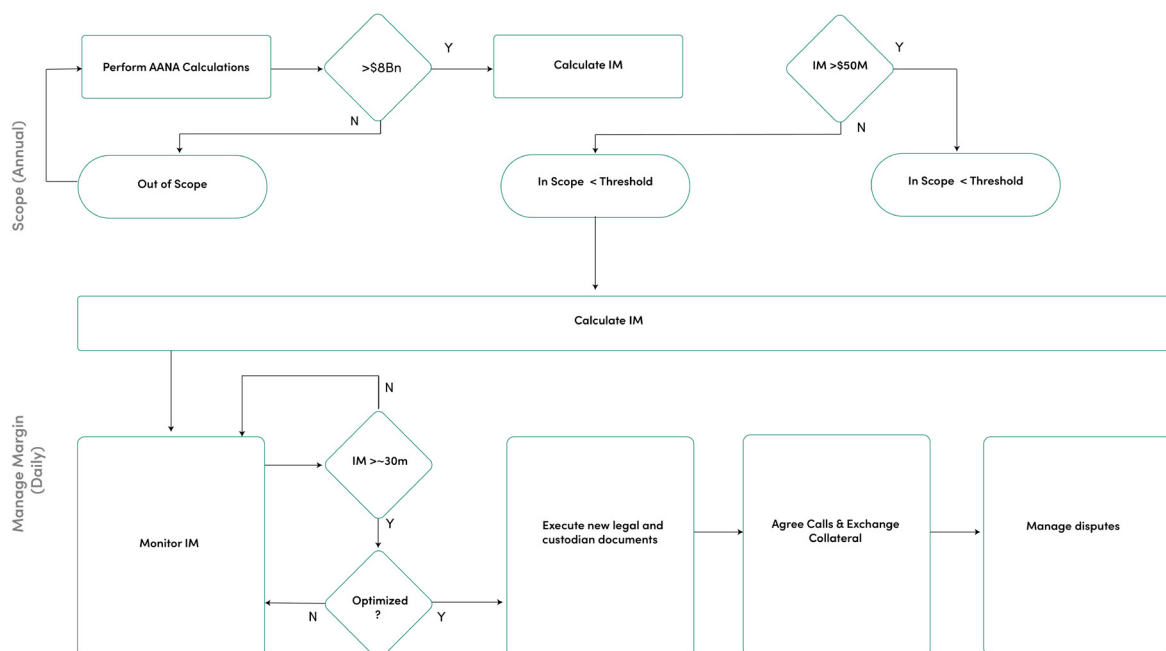 Scope (Annual)
Perform AANA Calculations
>$8Bn
Y
N
Calculate IM
IM >$50M
Y
N
Out of Scope
In Scope < Threshold
In Scope < Threshold
Calculate IM
Manage Margin
(Daily)
Monitor IM
N
IM >~30m
Y
Optimized
?
N
Y
Execute new legal and
custodian documents
Agree Calls & Exchange
Collateral
Manage disputes